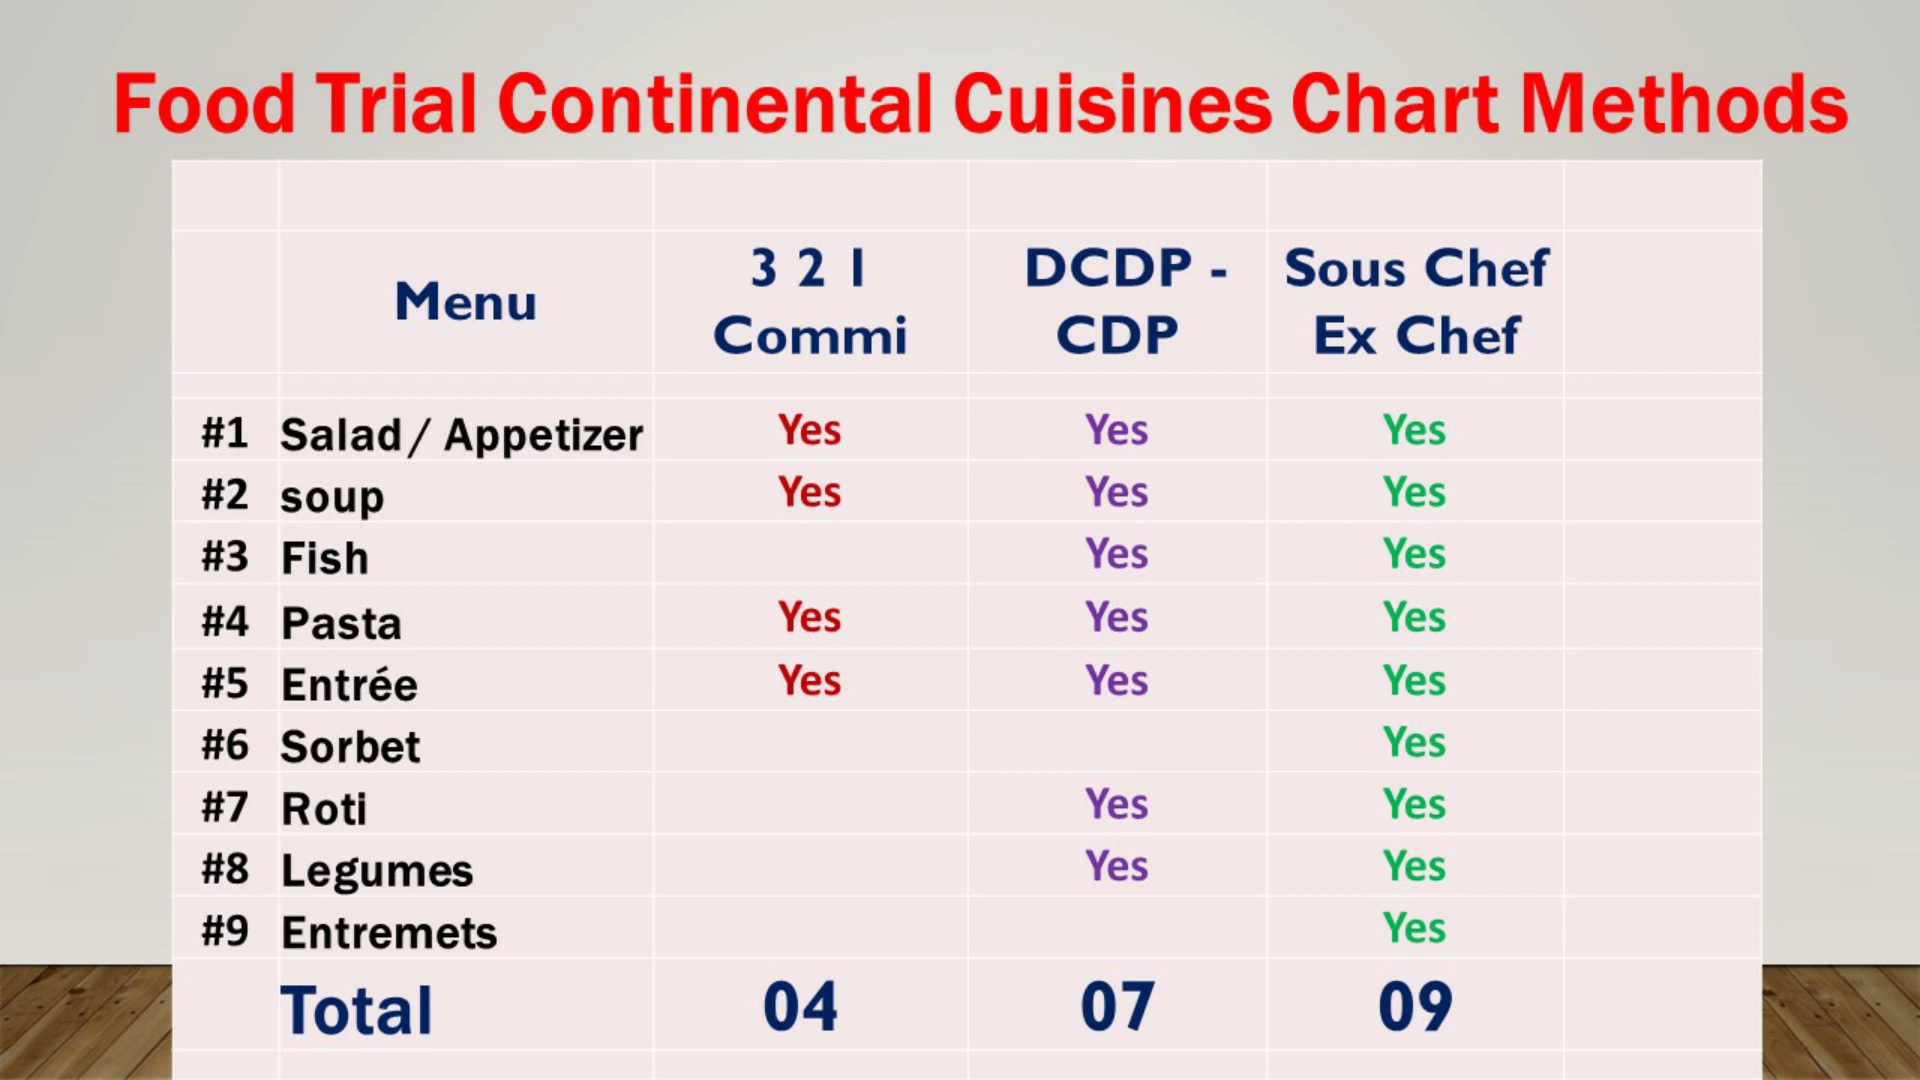 Food Trial Continental Cuisines Chart Methods
Menu
3 2 1 Commi
DCDP - CDP
Sous Chef Ex Chef
#1 Salad / Appetizer Yes Yes Yes
#2 soup Yes Yes Yes
#3 Fish Yes Yes
#4 Pasta Yes Yes Yes
#5 Entrée Yes Yes Yes
#6 Sorbet Yes
#7 Roti Yes Yes
#8 Legumes Yes Yes
#9 Entremets Yes
Total 04 07 09